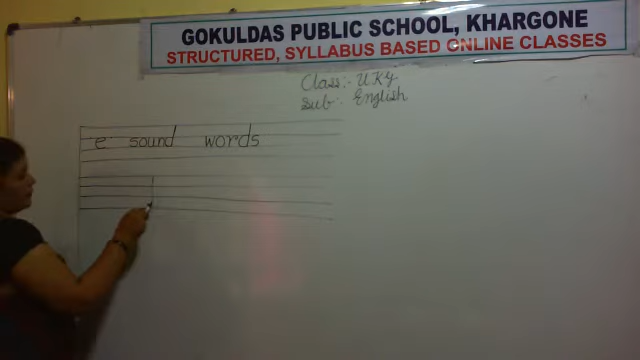 GOKULDAS PUBLIC SCHOOL, KHARGONE
STRUCTURED, SYLLABUS BASED ONLINE CLASSES
Class:- U.K.G
Sub:- English
e sound words